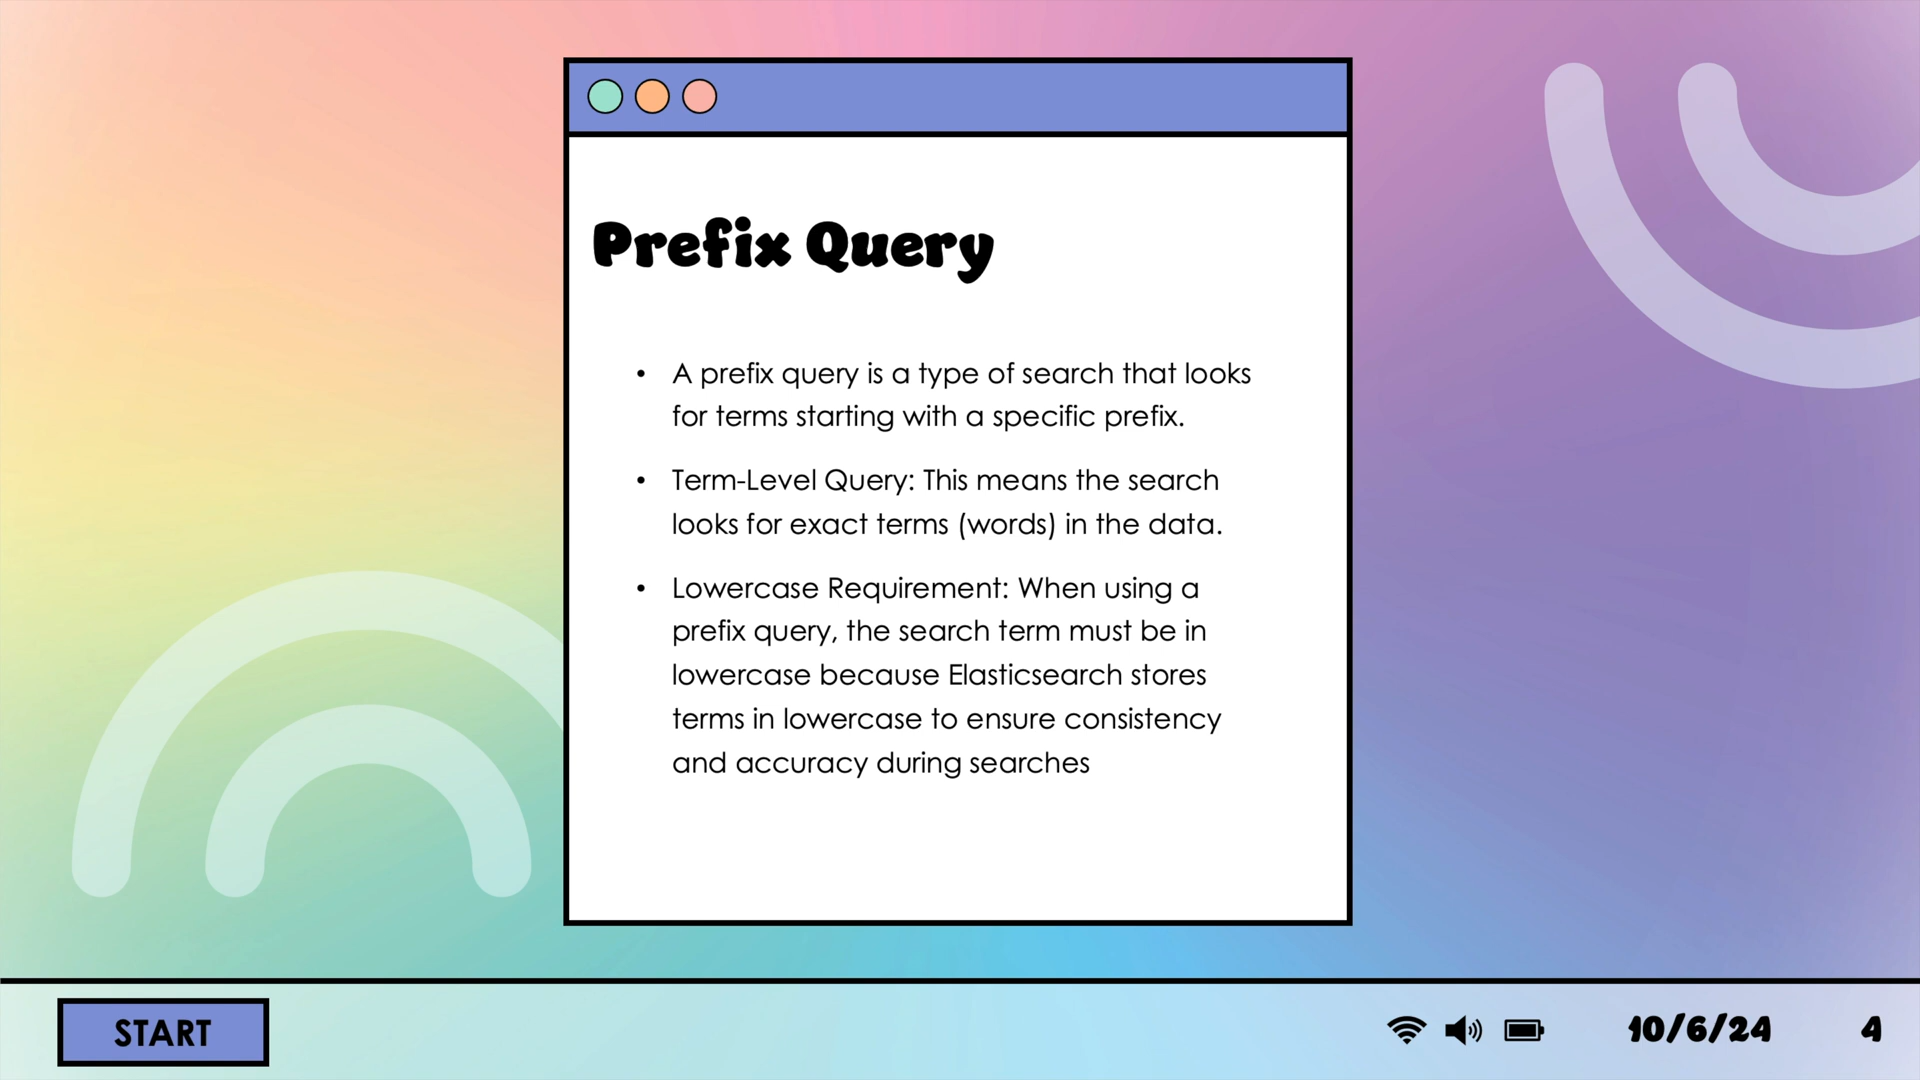 Prefix Query
• A prefix query is a type of search that looks
for terms starting with a specific prefix.
• Term-Level Query: This means the search
looks for exact terms (words) in the data.
• Lowercase Requirement: When using a
prefix query, the search term must be in
lowercase because Elasticsearch stores
terms in lowercase to ensure consistency
and accuracy during searches
START
10/6/24
4